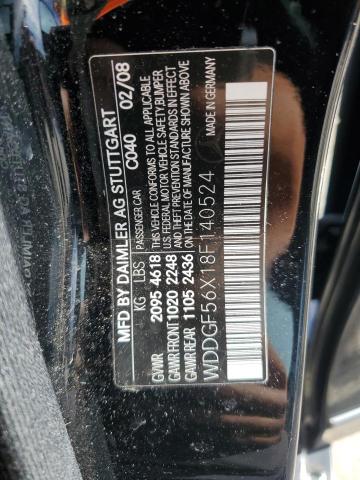 MFD BY DAIMLER AG STUTTGART 02/08
KG LBS PASSENGER CAR C040
GVWR 2095 4618 THIS VEHICLE CONFORMS TO ALL APPLICABLE
GAWR FRONT 1020 2248 U.S. FEDERAL MOTOR VEHICLE SAFETY, BUMPER
GAWR REAR 1105 2436 AND THEFT PREVENTION STANDARDS IN EFFECT
ON THE DATE OF MANUFACTURE SHOWN ABOVE
WDDGF56X18F140524 MADE IN GERMANY